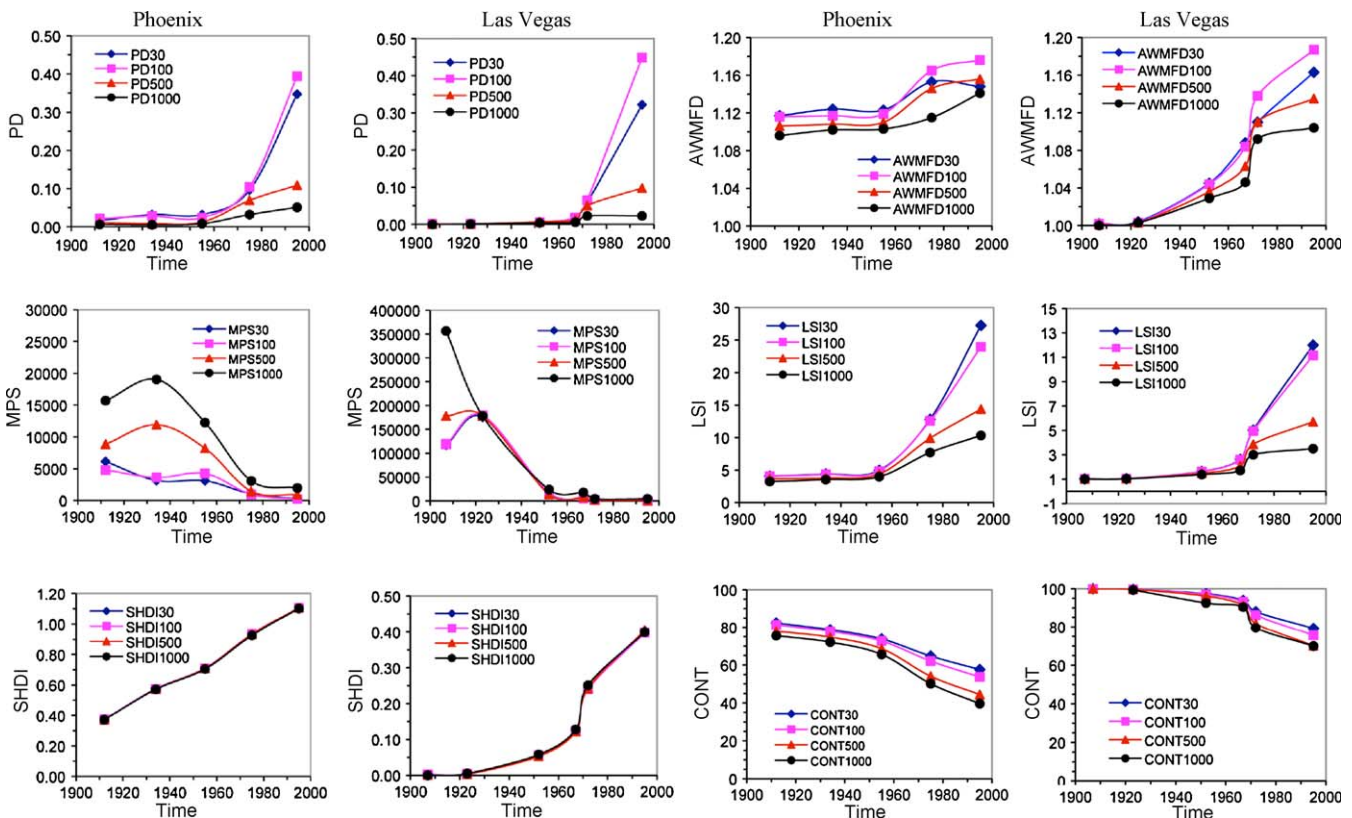 Phoenix
Las Vegas
Phoenix
Las Vegas
PD
0.50
0.40
0.30
0.20
0.10
0.00
PD30
PD100
PD500
PD1000
1900 1920 1940 1960 1980 2000
Time
PD
0.50
0.40
0.30
0.20
0.10
0.00
PD30
PD100
PD500
PD1000
1900 1920 1940 1960 1980 2000
Time
AWMFD
1.20
1.16
1.12
1.08
1.04
1.00
AWMFD30
AWMFD100
AWMFD500
AWMFD1000
1900 1920 1940 1960 1980 2000
Time
AWMFD
1.20
1.16
1.12
1.08
1.04
1.00
AWMFD30
AWMFD100
AWMFD500
AWMFD1000
1900 1920 1940 1960 1980 2000
Time
MPS
30000
25000
20000
15000
10000
5000
0
MPS30
MPS100
MPS500
MPS1000
1900 1920 1940 1960 1980 2000
Time
MPS
400000
350000
300000
250000
200000
150000
100000
50000
0
MPS30
MPS100
MPS500
MPS1000
1900 1920 1940 1960 1980 2000
Time
LSI
30
25
20
15
10
5
0
LSI30
LSI100
LSI500
LSI1000
1900 1920 1940 1960 1980 2000
Time
LSI
15
13
11
9
7
5
3
1
-1
LSI30
LSI100
LSI500
LSI1000
1900 1920 1940 1960 1980 2000
Time
SHDI
1.20
1.00
0.80
0.60
0.40
0.20
0.00
SHDI30
SHDI100
SHDI500
SHDI1000
1900 1920 1940 1960 1980 2000
Time
SHDI
0.50
0.40
0.30
0.20
0.10
0.00
SHDI30
SHDI100
SHDI500
SHDI1000
1900 1920 1940 1960 1980 2000
Time
CONT
100
80
60
40
20
0
CONT30
CONT100
CONT500
CONT1000
1900 1920 1940 1960 1980 2000
Time
CONT
100
80
60
40
20
0
CONT30
CONT100
CONT500
CONT1000
1900 1920 1940 1960 1980 2000
Time